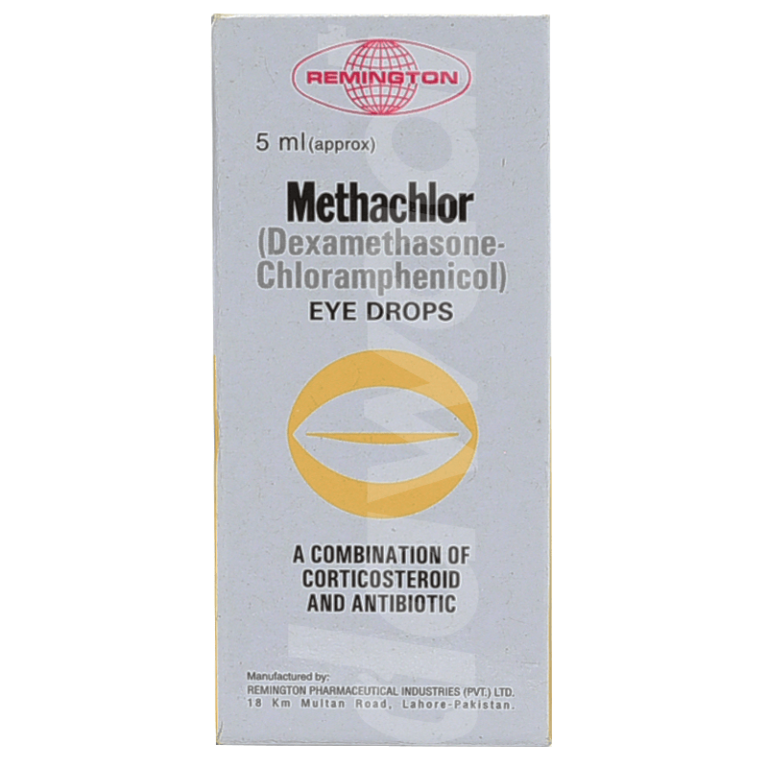 REMINGTON
5 ml (approx)
Methachlor
(Dexamethasone-
Chloramphenicol)
EYE DROPS
A COMBINATION OF
CORTICOSTEROID
AND ANTIBIOTIC
Manufactured by:
REMINGTON PHARMACEUTICAL INDUSTRIES (PVT.) LTD.
18 Km Multan Road, Lahore-Pakistan.